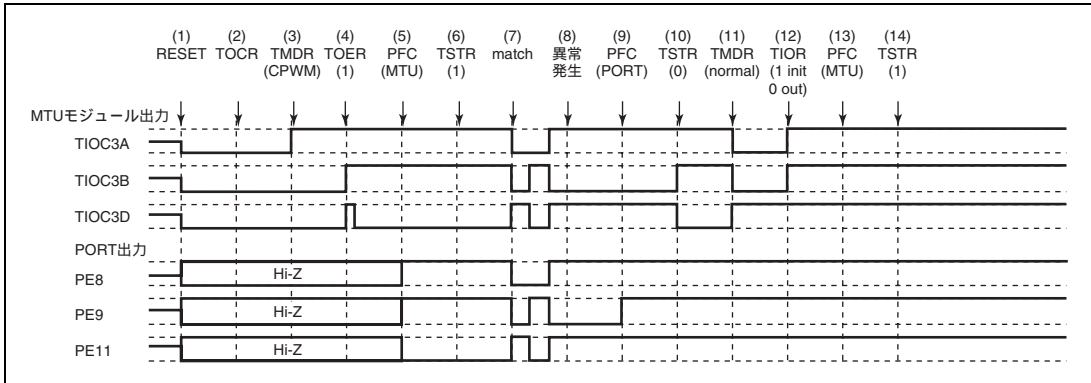 (1) (2) (3) (4) (5) (6) (7) (8) (9) (10) (11) (12) (13) (14)
RESET TOCR TMDR TOER PFC TSTR match 異常 PFC TSTR TMDR TIOR PFC TSTR
(CPWM) (1) (MTU) (1) 発生 (PORT) (0) (normal) (1 init (MTU) (1)
0 out)
MTUモジュール出力
TIOC3A
TIOC3B
TIOC3D
PORT出力
PE8 Hi-Z
PE9 Hi-Z
PE11 Hi-Z